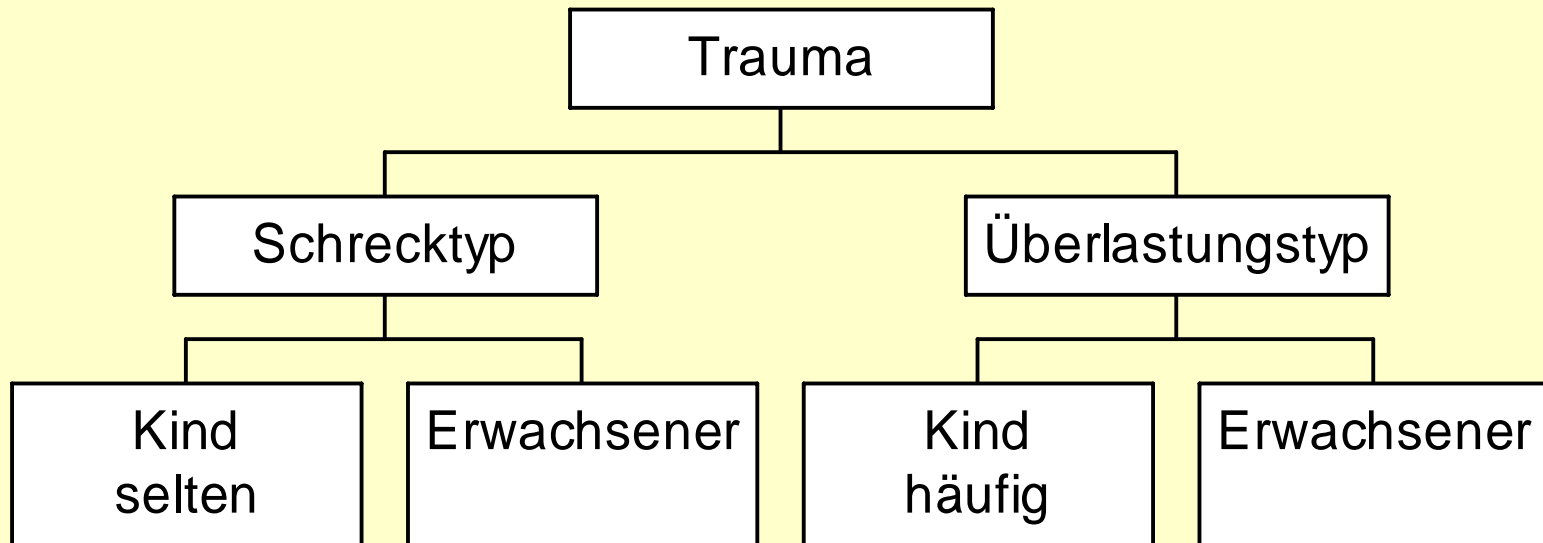 Trauma
Schrecktyp
Überlastungstyp
Kind
selten
Erwachsener
Kind
häufig
Erwachsener